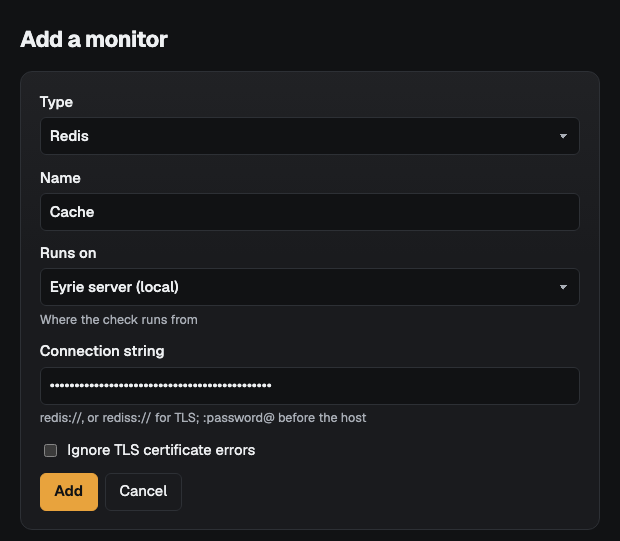 Add a monitor
Type
Redis
Name
Cache
Runs on
Eyrie server (local)
Where the check runs from
Connection string
••••••••••••••••••••••••••••••••••••••••••••
redis://, or rediss:// for TLS; :password@ before the host
Ignore TLS certificate errors
Add
Cancel